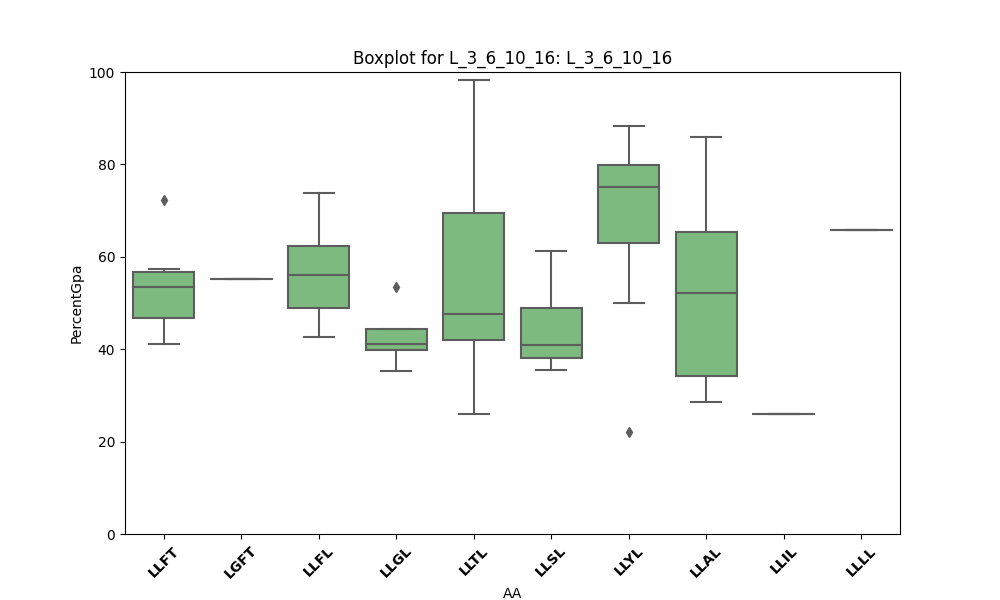 Boxplot for L_3_6_10_16: L_3_6_10_16
100
80
60
40
20
0
PercentGpa
LLFT LGFT LLFL LLGL LLTL LLSL LLYL LLAL LLIL LLLL
AA